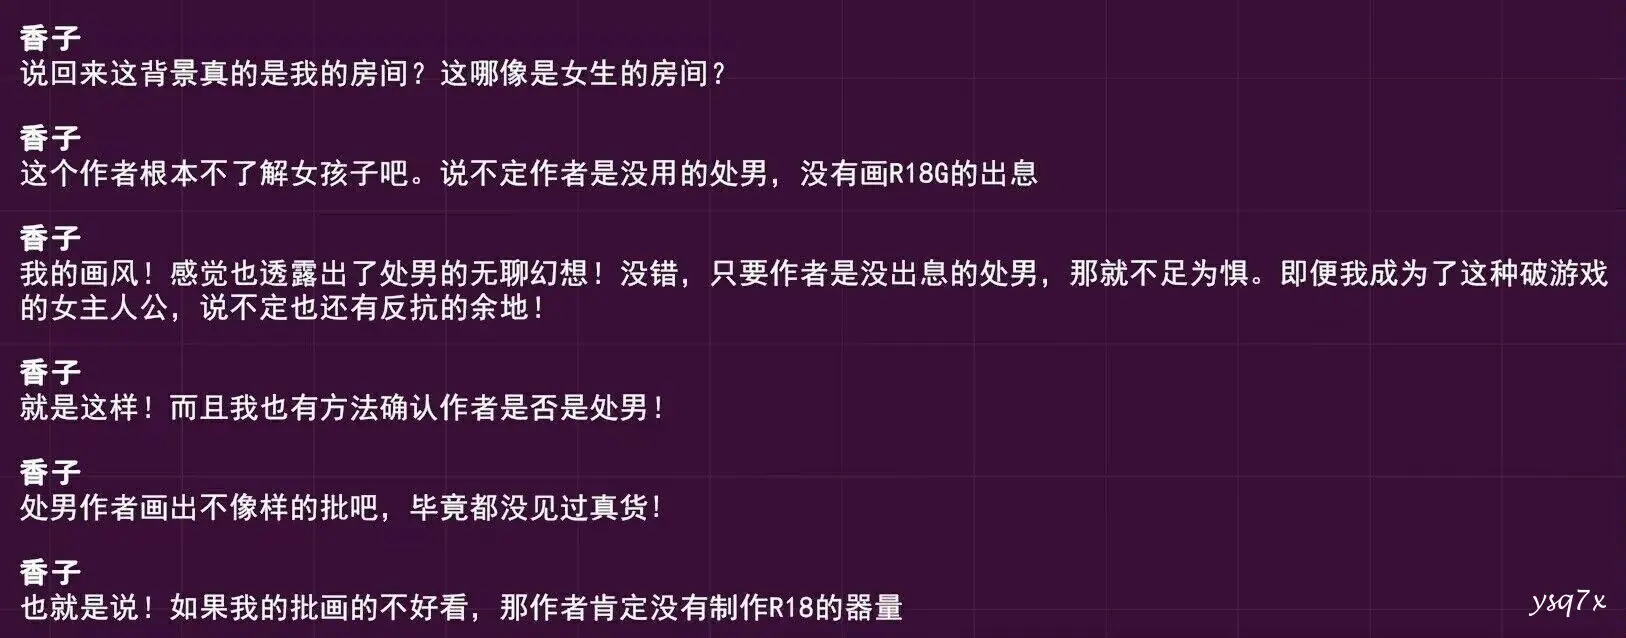 香子
说回来这背景真的是我的房间？这哪像是女生的房间？
香子
这个作者根本不了解女孩子吧。说不定作者是没用的处男，没有画R18G的出息
香子
我的画风！感觉也透露出了处男的无聊幻想！没错，只要作者是没出息的处男，那就不足为惧。即便我成为了这种破游戏
的女主人公，说不定也还有反抗的余地！
香子
就是这样！而且我也有方法确认作者是否是处男！
香子
处男作者画出不像样的批吧，毕竟都没见过真货！
香子
也就是说！如果我的批画的不好看，那作者肯定没有制作R18的器量
ysq7x